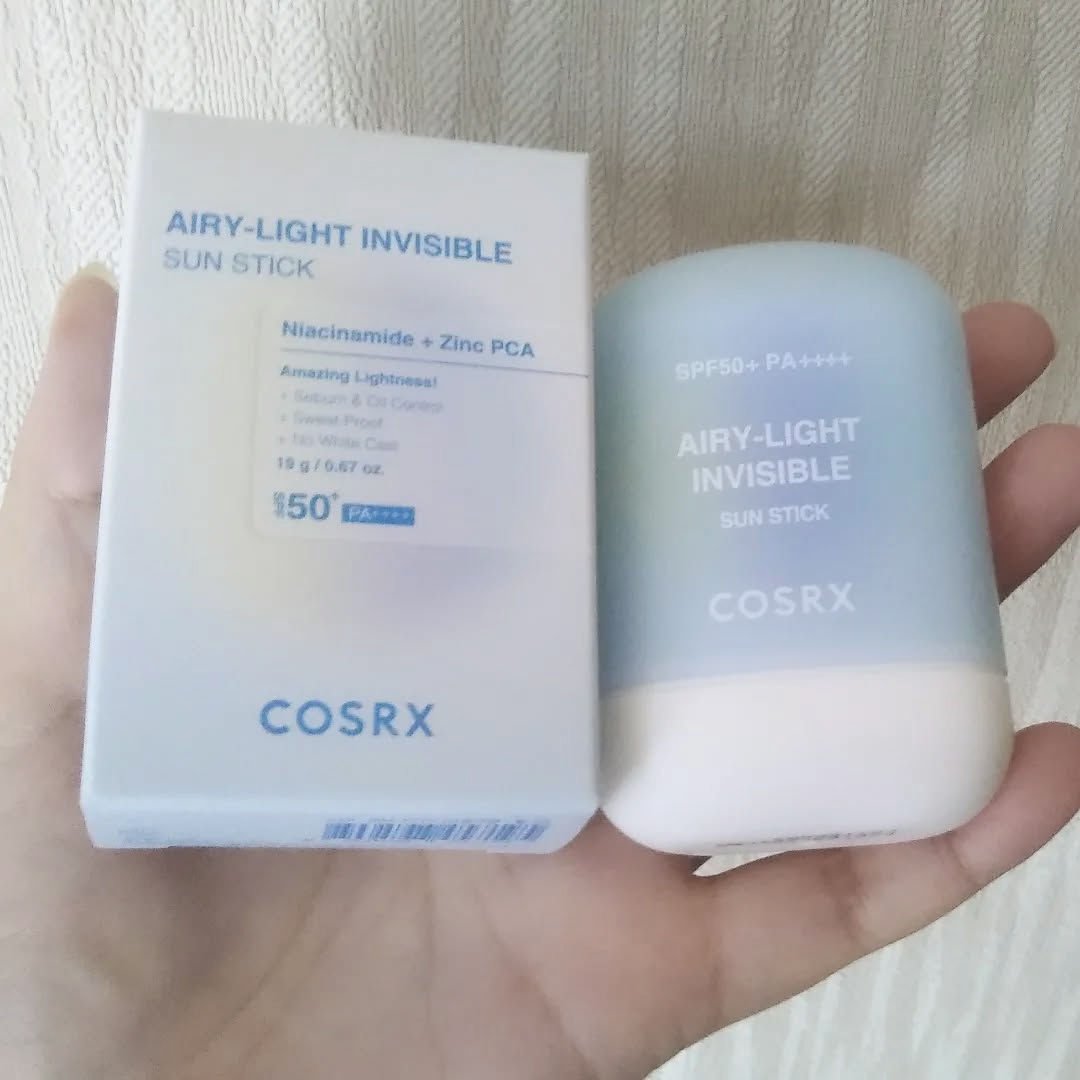 AIRY-LIGHT INVISIBLE
SUN STICK
Niacinamide + Zinc PCA
Amazing Lightness!
+ Sebum & Oil Control
+ Sweat Proof
+ No White Cast
19 g / 0.67 oz.
SPF 50+ PA++++
COSRX
SPF50+ PA++++
AIRY-LIGHT
INVISIBLE
SUN STICK
COSRX